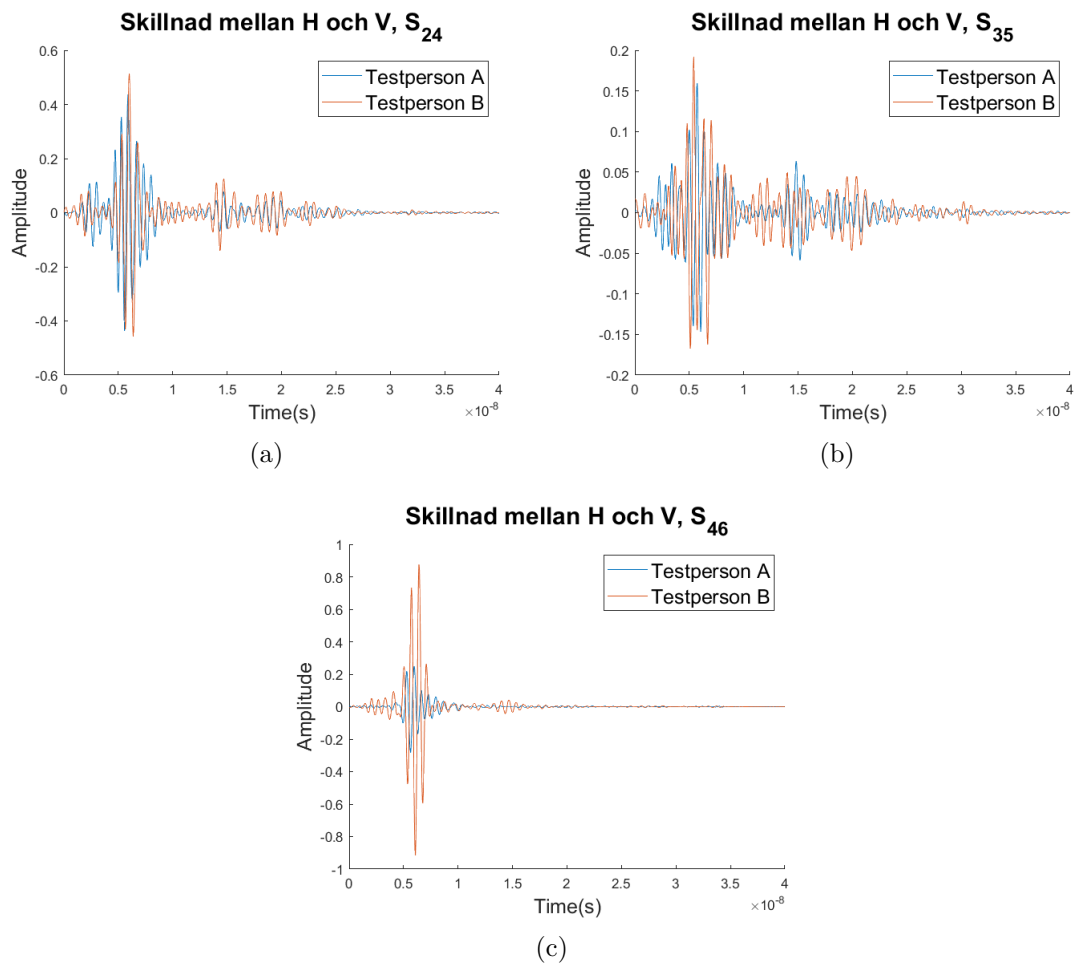 Skillnad mellan H och V, S24
0.6
0.4
0.2
0
-0.2
-0.4
-0.6
Amplitude
Testperson A
Testperson B
0 0.5 1 1.5 2 2.5 3 3.5 4
Time(s)
×10-8
(a)
Skillnad mellan H och V, S35
0.2
0.15
0.1
0.05
0
-0.05
-0.1
-0.15
-0.2
Amplitude
Testperson A
Testperson B
0 0.5 1 1.5 2 2.5 3 3.5 4
Time(s)
×10-8
(b)
Skillnad mellan H och V, S46
1
0.8
0.6
0.4
0.2
0
-0.2
-0.4
-0.6
-0.8
-1
Amplitude
Testperson A
Testperson B
0 0.5 1 1.5 2 2.5 3 3.5 4
Time(s)
×10-8
(c)